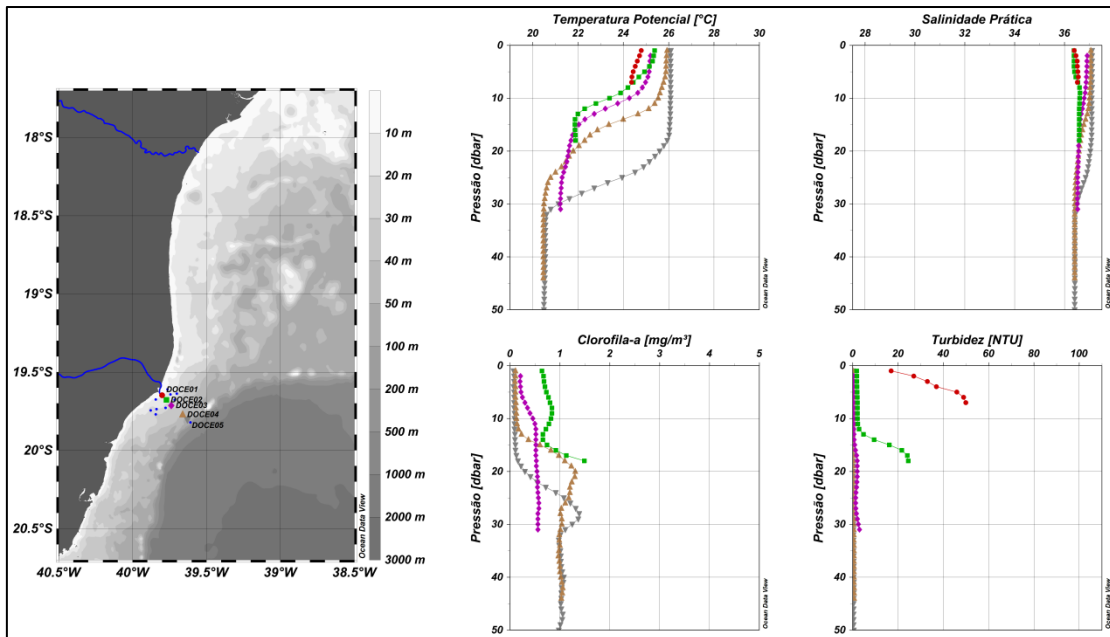 18°S
18.5°S
19°S
19.5°S
20°S
20.5°S
40.5°W
40°W
39.5°W
39°W
38.5°W
DOCE01
DOCE02
DOCE03
DOCE04
DOCE05
Ocean Data View
10 m
20 m
30 m
40 m
50 m
100 m
200 m
500 m
1000 m
2000 m
3000 m
Temperatura Potencial [°C]
20 22 24 26 28 30
Pressão [dbar]
0
10
20
30
40
50
Ocean Data View
Salinidade Prática
28 30 32 34 36
Pressão [dbar]
0
10
20
30
40
50
Ocean Data View
Clorofila-a [mg/m³]
0 1 2 3 4 5
Pressão [dbar]
0
10
20
30
40
50
Ocean Data View
Turbidez [NTU]
0 20 40 60 80 100
Pressão [dbar]
0
10
20
30
40
50
Ocean Data View